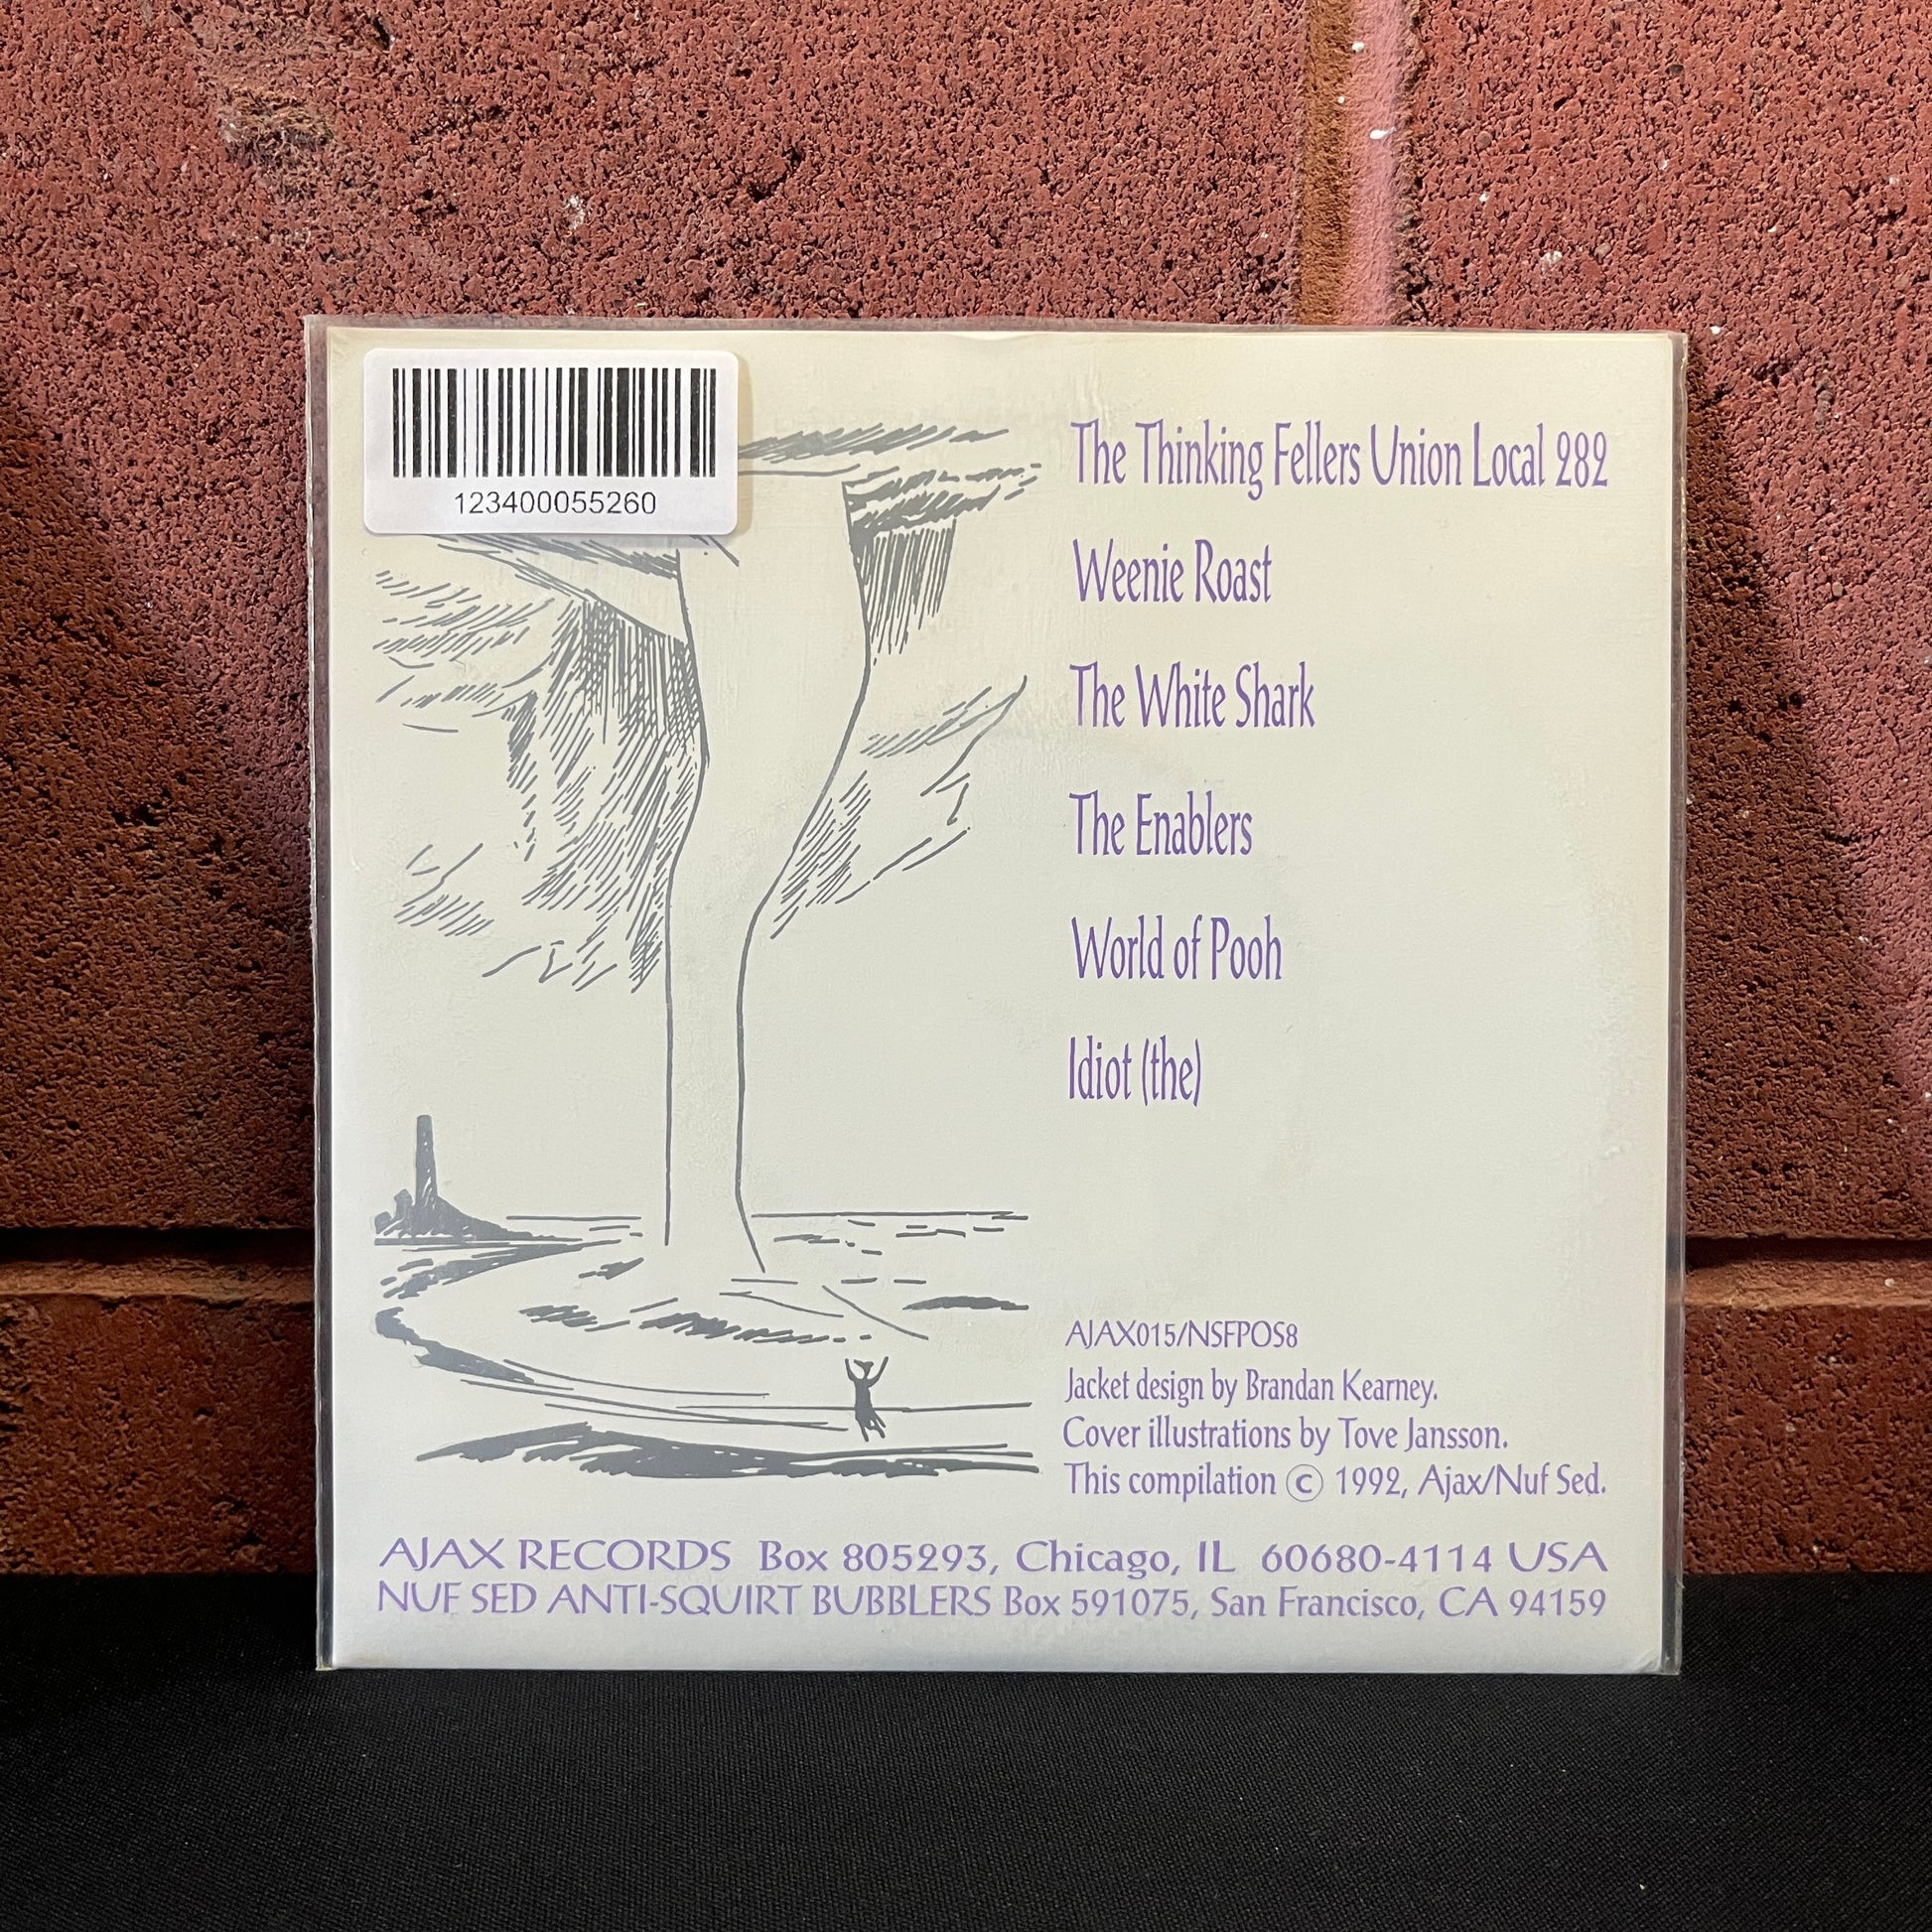 123400055260
The Thinking Fellers Union Local 282
Weenie Roast
The White Shark
The Enablers
World of Pooh
Idiot (the)
AJAX015/NSFPOS8
Jacket design by Brandan Kearney.
Cover illustrations by Tove Jansson.
This compilation © 1992, Ajax/Nuf Sed.
AJAX RECORDS Box 805293, Chicago, IL 60680-4114 USA
NUF SED ANTI-SQUIRT BUBBLERS Box 591075, San Francisco, CA 94159